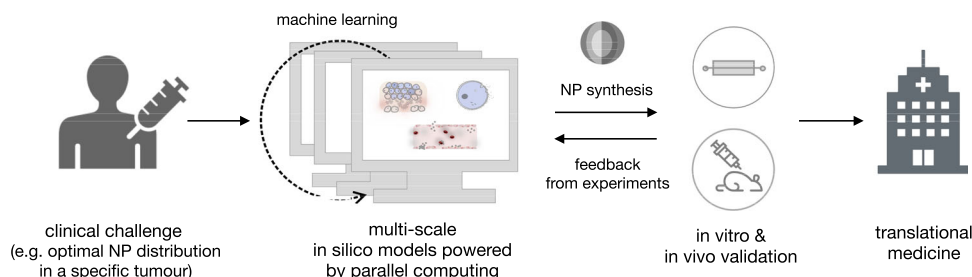 machine learning
NP synthesis
feedback
from experiments
clinical challenge
(e.g. optimal NP distribution
in a specific tumour)
multi-scale
in silico models powered
by parallel computing
in vitro &
in vivo validation
translational
medicine